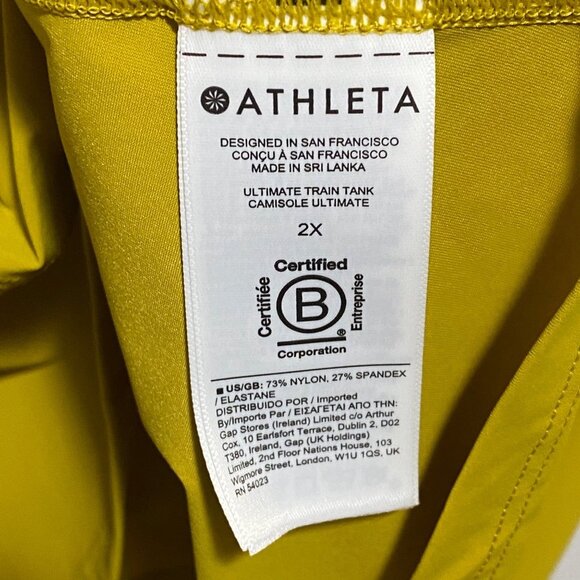 ATHLETA
DESIGNED IN SAN FRANCISCO
CONÇU À SAN FRANCISCO
MADE IN SRI LANKA
ULTIMATE TRAIN TANK
CAMISOLE ULTIMATE
2X
Certified
Certifiée
B
®
Entreprise
Corporation
■ US/GB: 73% NYLON, 27% SPANDEX
/ ELASTANE
DISTRIBUIDO POR / Imported
By/Importe Par / ΕΙΣΑΓΕΤΑΙ ΑΠΟ ΤΗΝ:
Gap Stores (Ireland) Limited c/o Arthur
Cox, 10 Earlsfort Terrace, Dublin 2, D02
T380, Ireland, Gap (UK Holdings)
Limited, 2nd Floor Nations House, 103
Wigmore Street, London, W1U 1QS, UK
RN 54023